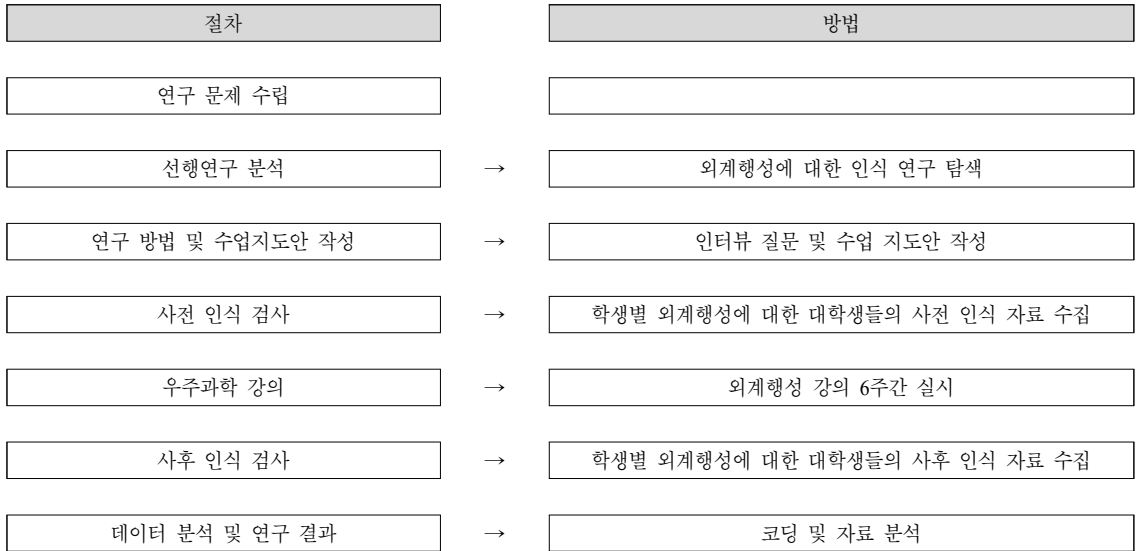 절차 방법
연구 문제 수립
선행연구 분석 → 외계행성에 대한 인식 연구 탐색
연구 방법 및 수업지도안 작성 → 인터뷰 질문 및 수업 지도안 작성
사전 인식 검사 → 학생별 외계행성에 대한 대학생들의 사전 인식 자료 수집
우주과학 강의 → 외계행성 강의 6주간 실시
사후 인식 검사 → 학생별 외계행성에 대한 대학생들의 사후 인식 자료 수집
데이터 분석 및 연구 결과 → 코딩 및 자료 분석